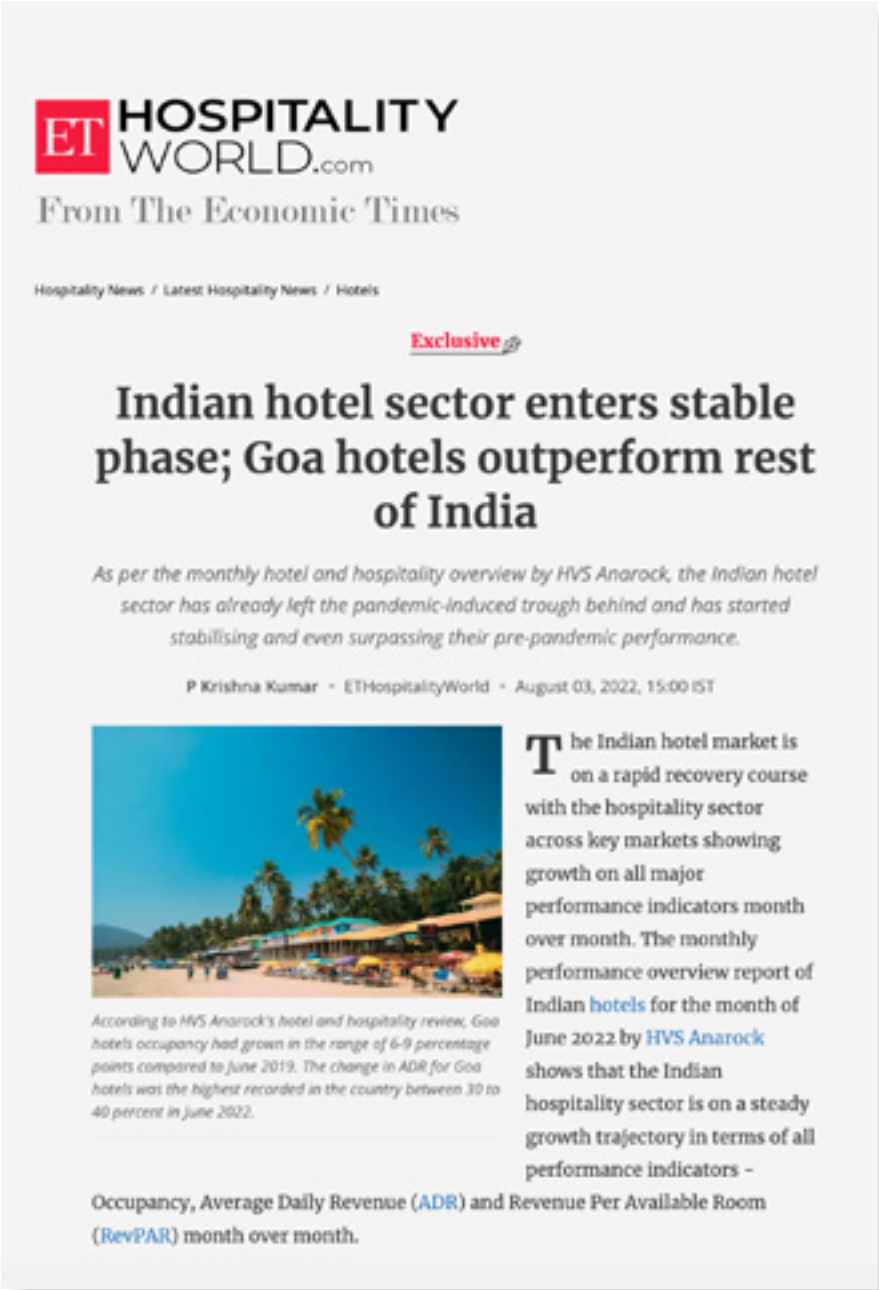 ET HOSPITALITY
WORLD.com
From The Economic Times
Hospitality News / Latest Hospitality News / Hotels
Exclusive
Indian hotel sector enters stable
phase; Goa hotels outperform rest
of India
As per the monthly hotel and hospitality overview by HVS Anarock, the Indian hotel
sector has already left the pandemic-induced trough behind and has started
stabilising and even surpassing their pre-pandemic performance.
P Krishna Kumar • ETHospitalityWorld • August 03, 2022, 15:00 IST
According to HVS Anarock's hotel and hospitality review, Goa
hotels occupancy had grown in the range of 6-9 percentage
points compared to June 2019. The change in ADR for Goa
hotels was the highest recorded in the country between 30 to
40 percent in June 2022.
The Indian hotel market is
on a rapid recovery course
with the hospitality sector
across key markets showing
growth on all major
performance indicators month
over month. The monthly
performance overview report of
Indian hotels for the month of
June 2022 by HVS Anarock
shows that the Indian
hospitality sector is on a steady
growth trajectory in terms of all
performance indicators –
Occupancy, Average Daily Revenue (ADR) and Revenue Per Available Room
(RevPAR) month over month.